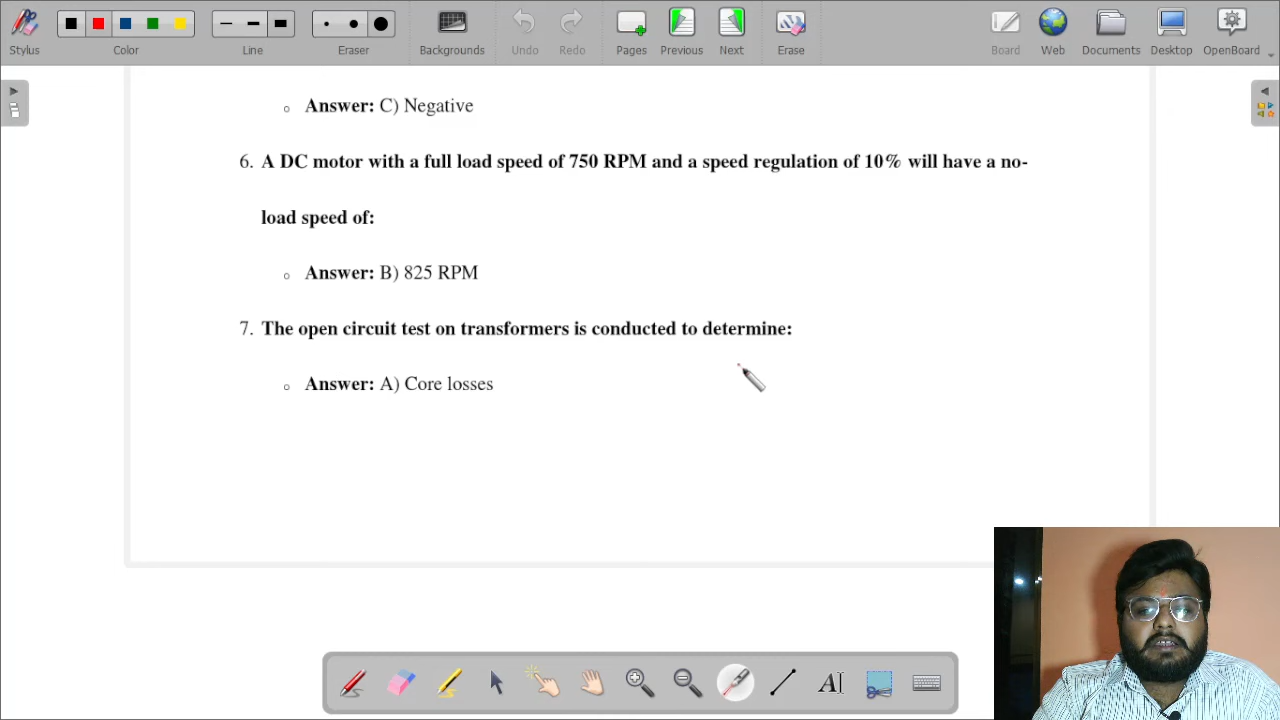 Stylus
Color
Line
Eraser
Backgrounds
Undo
Redo
Pages
Previous
Next
Erase
Board
Web
Documents
Desktop
OpenBoard
Answer: C) Negative
6. A DC motor with a full load speed of 750 RPM and a speed regulation of 10% will have a no-
load speed of:
Answer: B) 825 RPM
7. The open circuit test on transformers is conducted to determine:
Answer: A) Core losses